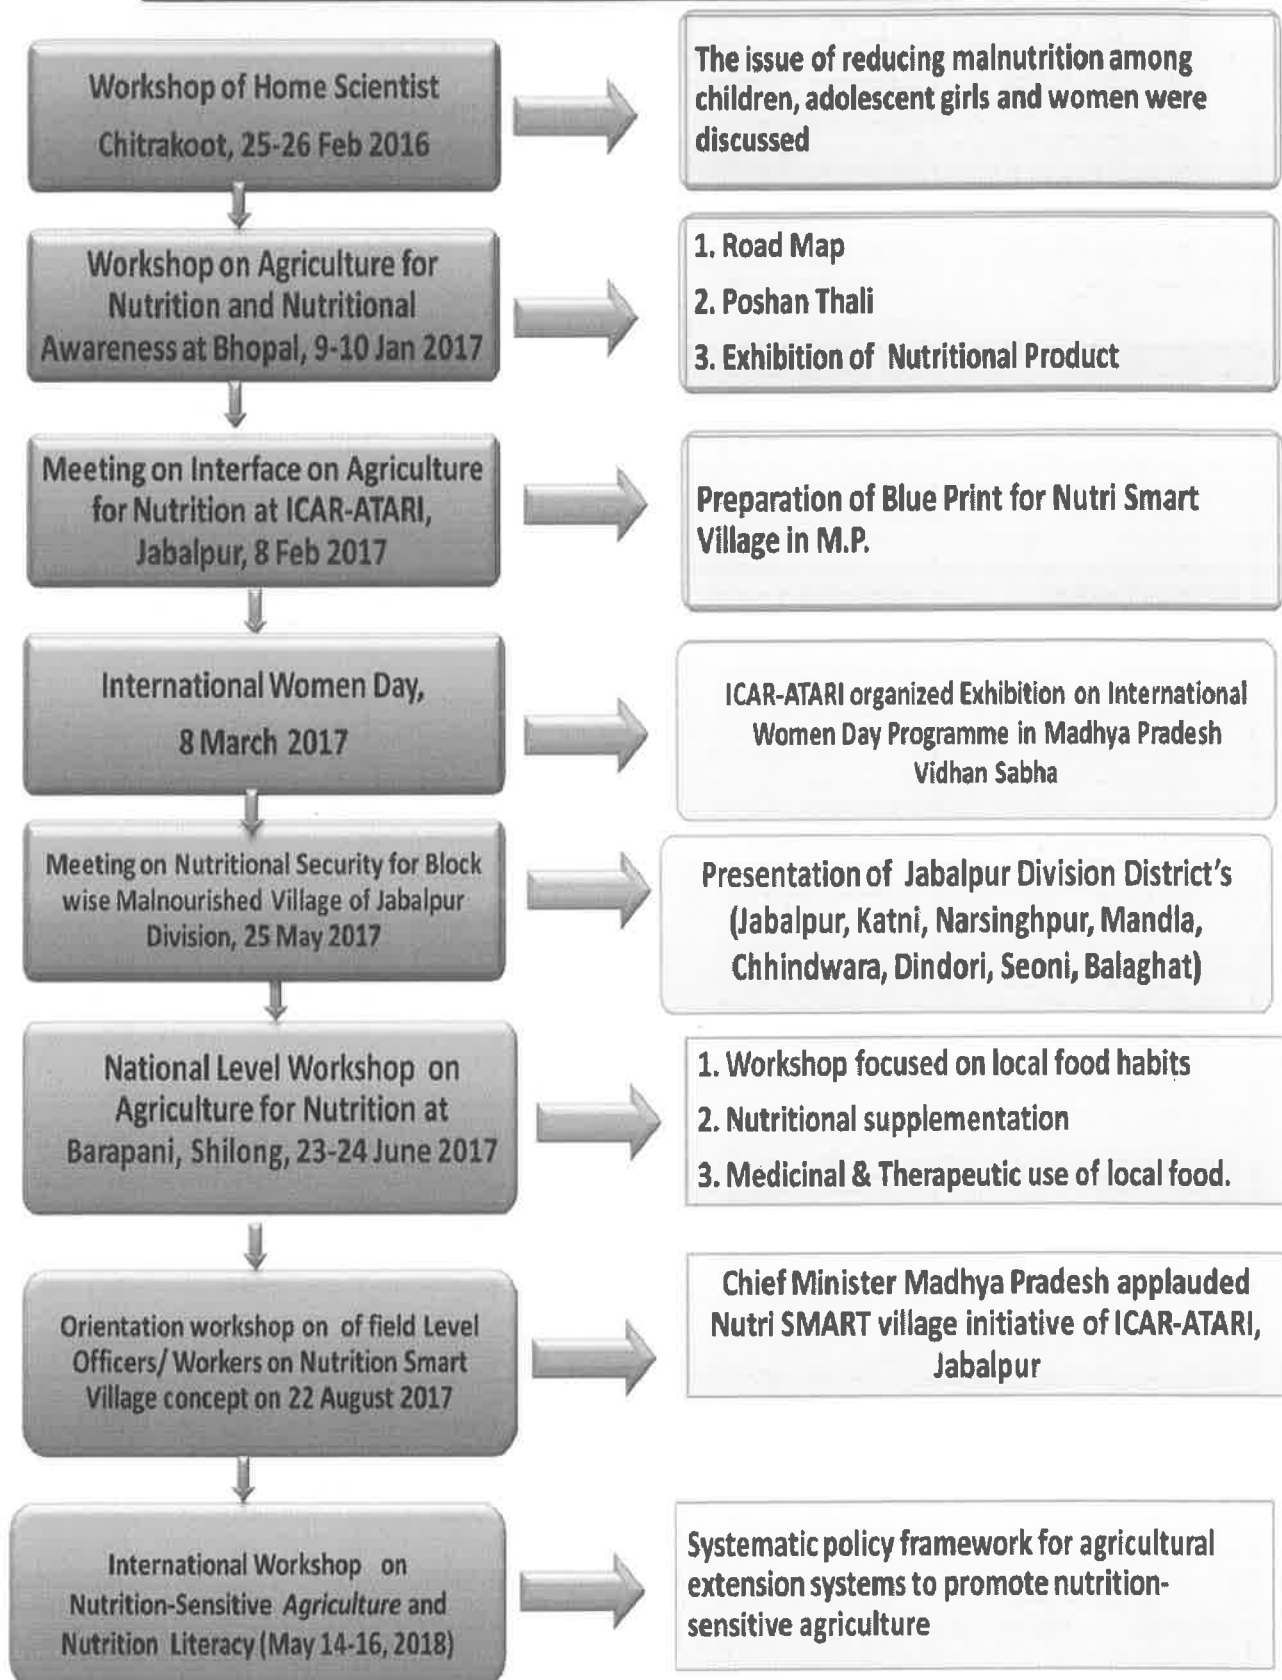 Workshop of Home Scientist
Chitrakoot, 25-26 Feb 2016
The issue of reducing malnutrition among
children, adolescent girls and women were
discussed
Workshop on Agriculture for
Nutrition and Nutritional
Awareness at Bhopal, 9-10 Jan 2017
1. Road Map
2. Poshan Thali
3. Exhibition of Nutritional Product
Meeting on Interface on Agriculture
for Nutrition at ICAR-ATARI,
Jabalpur, 8 Feb 2017
Preparation of Blue Print for Nutri Smart
Village in M.P.
International Women Day,
8 March 2017
ICAR-ATARI organized Exhibition on International
Women Day Programme in Madhya Pradesh
Vidhan Sabha
Meeting on Nutritional Security for Block
wise Malnourished Village of Jabalpur
Division, 25 May 2017
Presentation of Jabalpur Division District's
(Jabalpur, Katni, Narsinghpur, Mandla,
Chhindwara, Dindori, Seoni, Balaghat)
National Level Workshop on
Agriculture for Nutrition at
Barapani, Shilong, 23-24 June 2017
1. Workshop focused on local food habits
2. Nutritional supplementation
3. Medicinal & Therapeutic use of local food.
Orientation workshop on of field Level
Officers/ Workers on Nutrition Smart
Village concept on 22 August 2017
Chief Minister Madhya Pradesh applauded
Nutri SMART village initiative of ICAR-ATARI,
Jabalpur
International Workshop on
Nutrition-Sensitive Agriculture and
Nutrition Literacy (May 14-16, 2018)
Systematic policy framework for agricultural
extension systems to promote nutrition-
sensitive agriculture